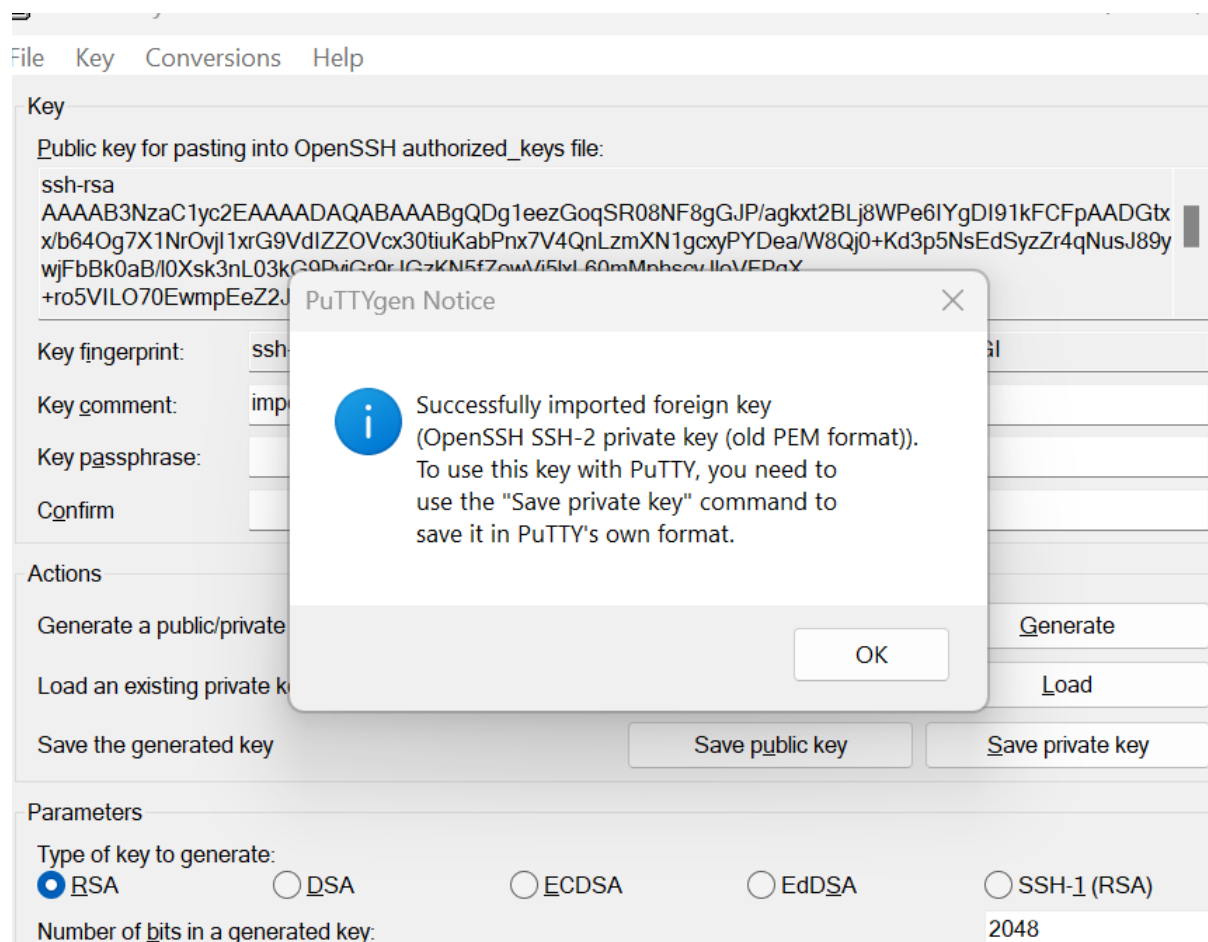 File Key Conversions Help
Key
Public key for pasting into OpenSSH authorized_keys file:
ssh-rsa
AAAAB3NzaC1yc2EAAAADAQABAAABgQDg1eezGoqSR08NF8gGJP/agkxt2BLj8WPe6IYgDI91kFCFpAADGtx
x/b64Og7X1NrOvjI1xrG9VdIZZOVcx30tiuKabPnx7V4QnLzmXN1gcxyPYDea/W8Qj0+Kd3p5NsEdSyzZr4qNusJ89y
+ro5VILO70EwmpEeZ2J
PuTTYgen Notice
Key fingerprint: ssh-
Key comment:
Successfully imported foreign key
(OpenSSH SSH-2 private key (old PEM format)).
To use this key with PuTTY, you need to
use the "Save private key" command to
save it in PuTTY's own format.
Key passphrase:
Confirm
Actions
Generate a public/private
Generate
OK
Load an existing private
Load
Save the generated key
Save public key
Save private key
Parameters
Type of key to generate:
RSA DSA ECDSA EdDSA SSH-1 (RSA)
Number of bits in a generated key: 2048